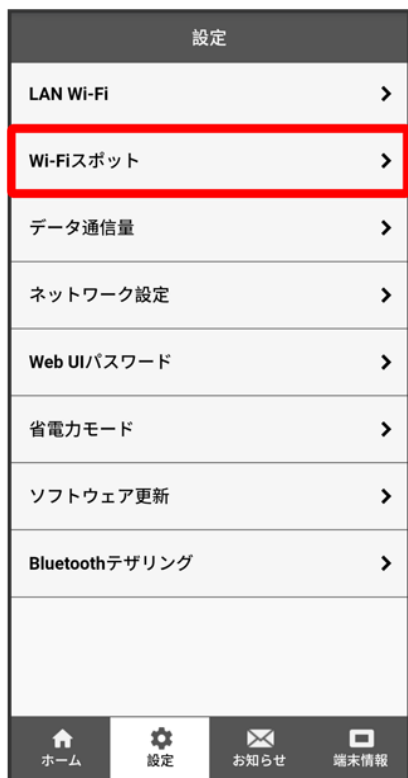 設定
LAN Wi-Fi
Wi-Fiスポット
データ通信量
ネットワーク設定
Web UIパスワード
省電力モード
ソフトウェア更新
Bluetoothテザリング
ホーム 設定 お知らせ 端末情報